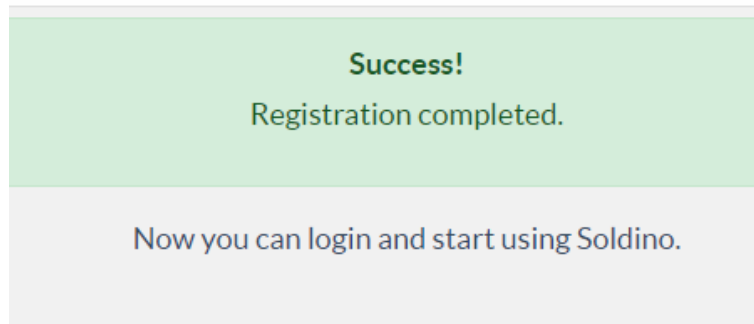 Success!
Registration completed.
Now you can login and start using Soldino.